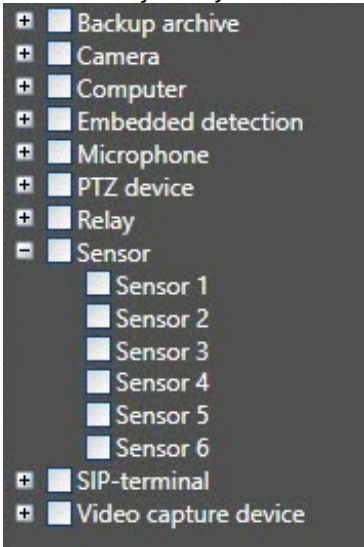 Backup archive
Camera
Computer
Embedded detection
Microphone
PTZ device
Relay
Sensor
Sensor 1
Sensor 2
Sensor 3
Sensor 4
Sensor 5
Sensor 6
SIP-terminal
Video capture device